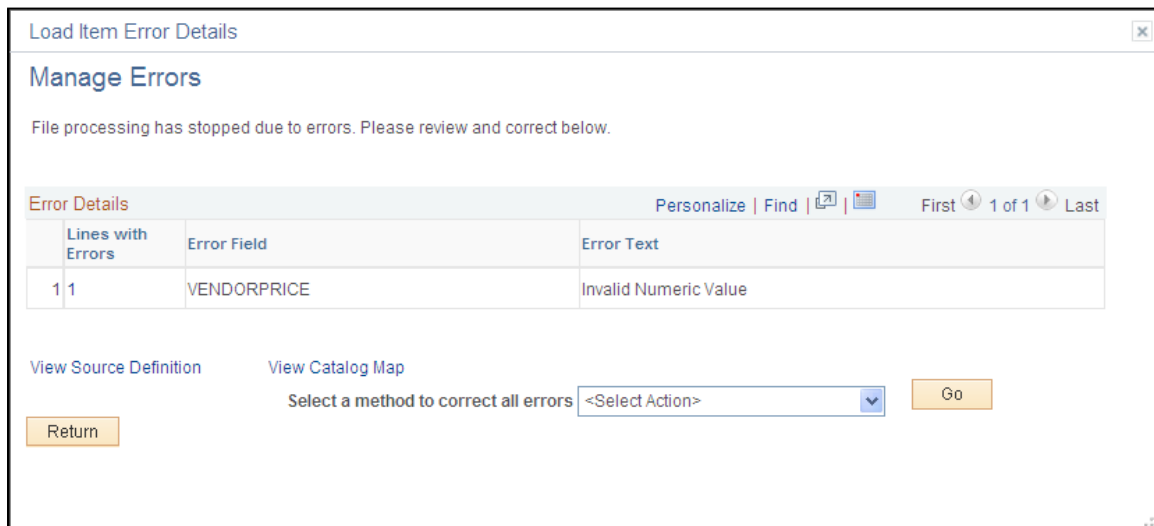 Load Item Error Details
Manage Errors
File processing has stopped due to errors. Please review and correct below.
Error Details Personalize | Find | | First 1 of 1 Last
Lines with Errors Error Field Error Text
1 1 VENDORPRICE Invalid Numeric Value
View Source Definition View Catalog Map
Select a method to correct all errors <Select Action> Go
Return